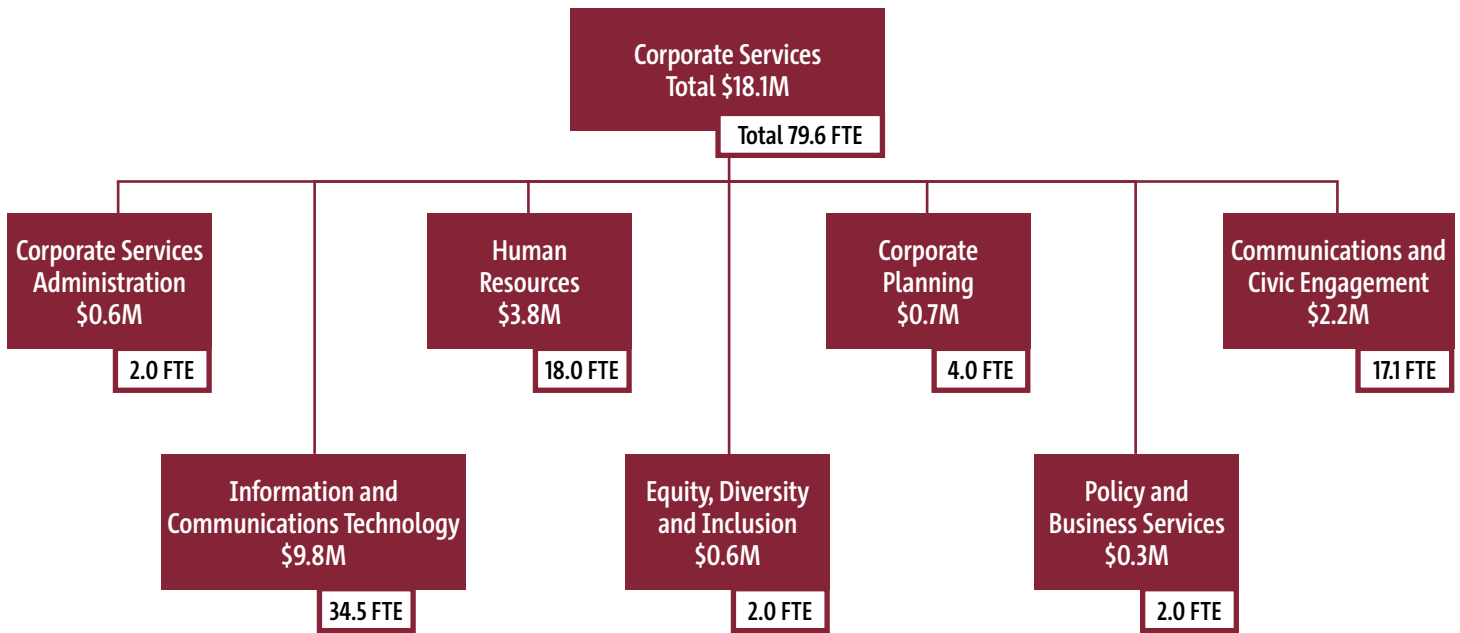 Corporate Services
Total $18.1M
Total 79.6 FTE
Corporate Services
Administration
$0.6M
2.0 FTE
Human
Resources
$3.8M
18.0 FTE
Corporate
Planning
$0.7M
4.0 FTE
Communications and
Civic Engagement
$2.2M
17.1 FTE
Information and
Communications Technology
$9.8M
34.5 FTE
Equity, Diversity
and Inclusion
$0.6M
2.0 FTE
Policy and
Business Services
$0.3M
2.0 FTE